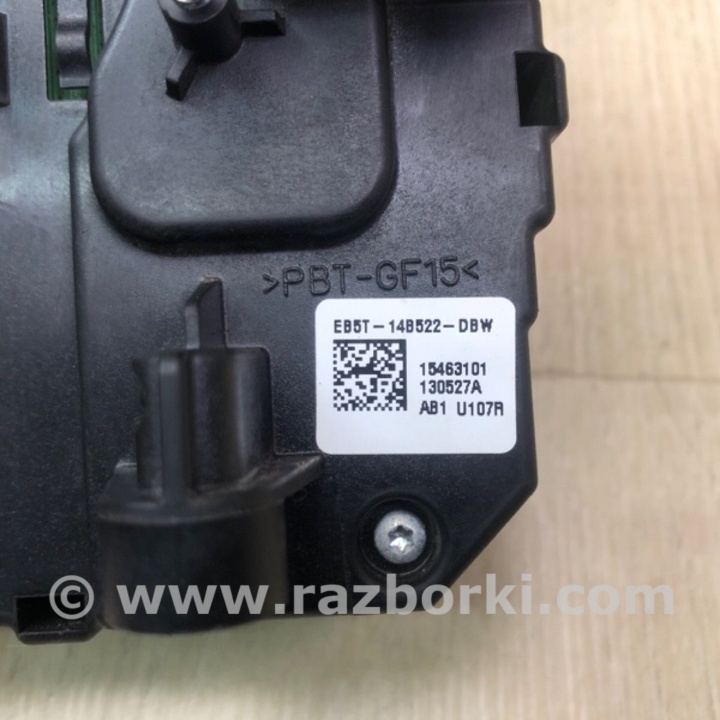 >PBT-GF15<
EB5T-14B522-DBW
15463101
130527A
AB1 U107R
© www.razborki.com